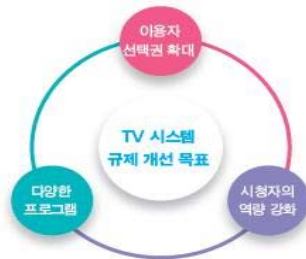 이용자
선택권 확대
TV 시스템
규제 개선 목표
다양한
프로그램
시청자의
역량 강화